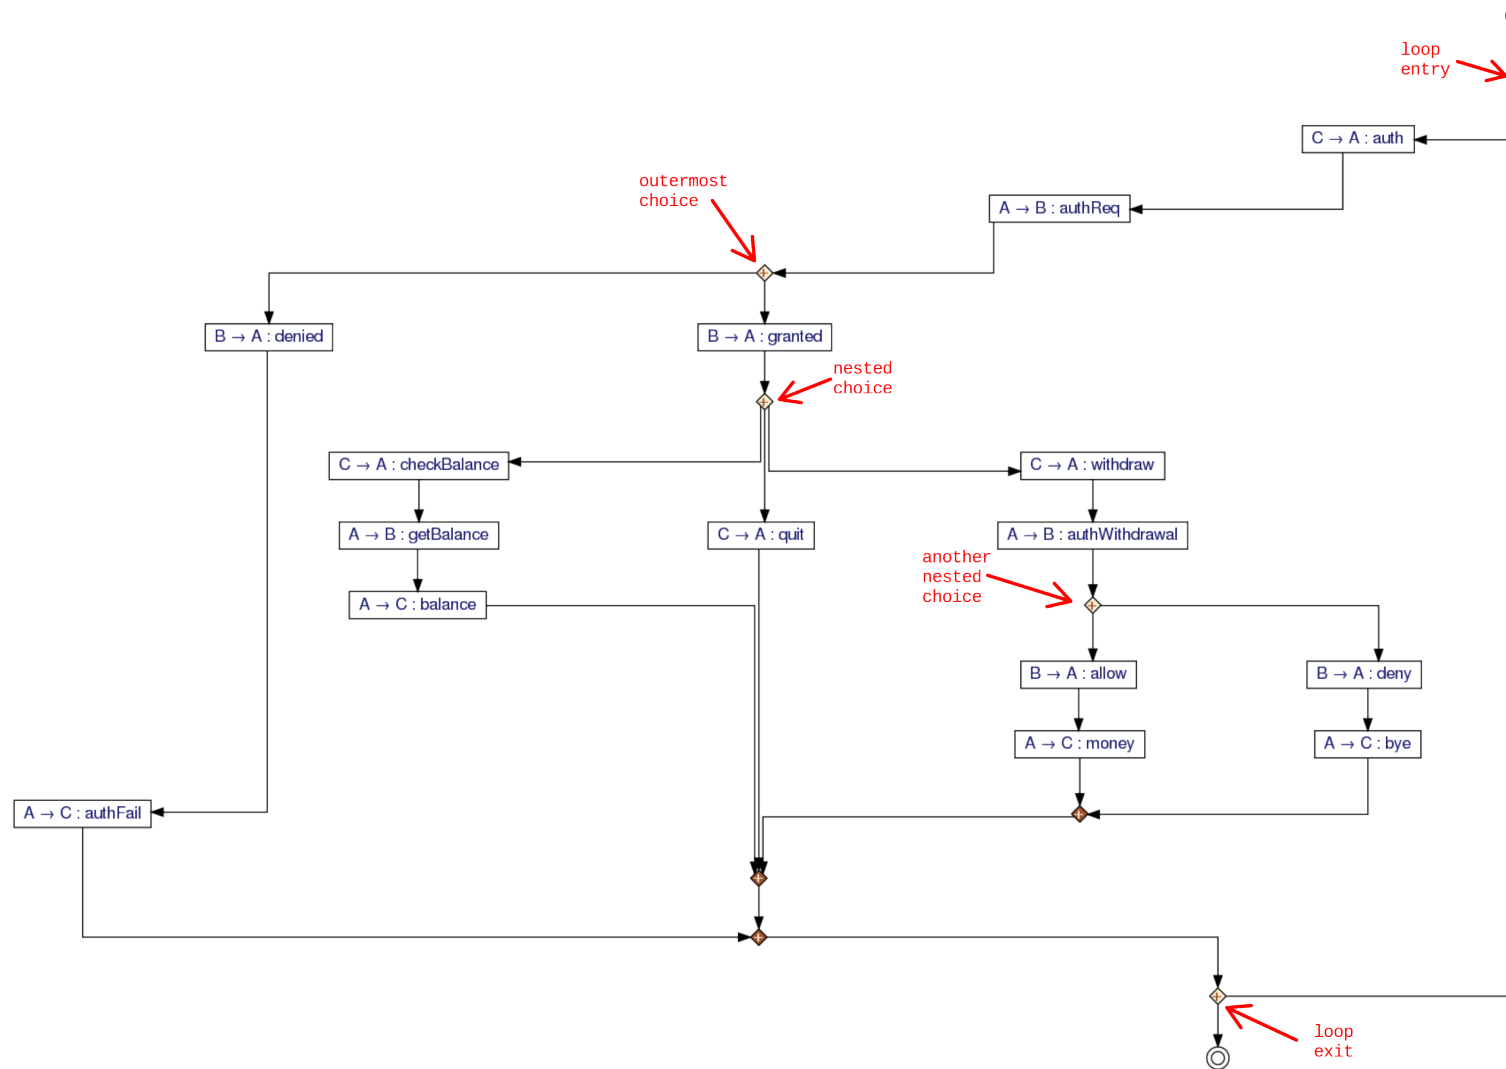 loop
entry
C → A : auth
outermost
choice
A → B : authReq
B → A : denied
B → A : granted
nested
choice
C → A : checkBalance
C → A : withdraw
A → B : getBalance
C → A : quit
A → B : authWithdrawal
another
nested
choice
A → C : balance
B → A : allow
B → A : deny
A → C : money
A → C : bye
A → C : authFail
loop
exit